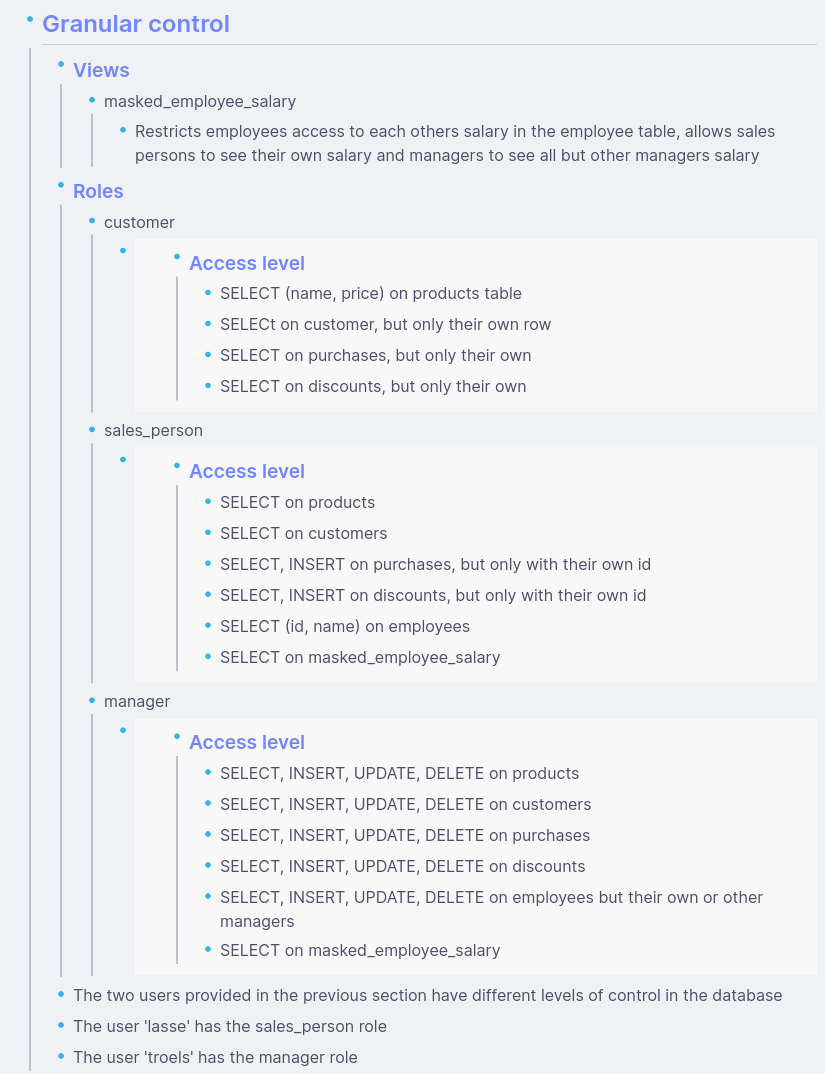 Granular control
Views
masked_employee_salary
Restricts employees access to each others salary in the employee table, allows sales
persons to see their own salary and managers to see all but other managers salary
Roles
customer
Access level
SELECT (name, price) on products table
SELECt on customer, but only their own row
SELECT on purchases, but only their own
SELECT on discounts, but only their own
sales_person
Access level
SELECT on products
SELECT on customers
SELECT, INSERT on purchases, but only with their own id
SELECT, INSERT on discounts, but only with their own id
SELECT (id, name) on employees
SELECT on masked_employee_salary
manager
Access level
SELECT, INSERT, UPDATE, DELETE on products
SELECT, INSERT, UPDATE, DELETE on customers
SELECT, INSERT, UPDATE, DELETE on purchases
SELECT, INSERT, UPDATE, DELETE on discounts
SELECT, INSERT, UPDATE, DELETE on employees but their own or other
managers
SELECT on masked_employee_salary
The two users provided in the previous section have different levels of control in the database
The user 'lasse' has the sales_person role
The user 'troels' has the manager role